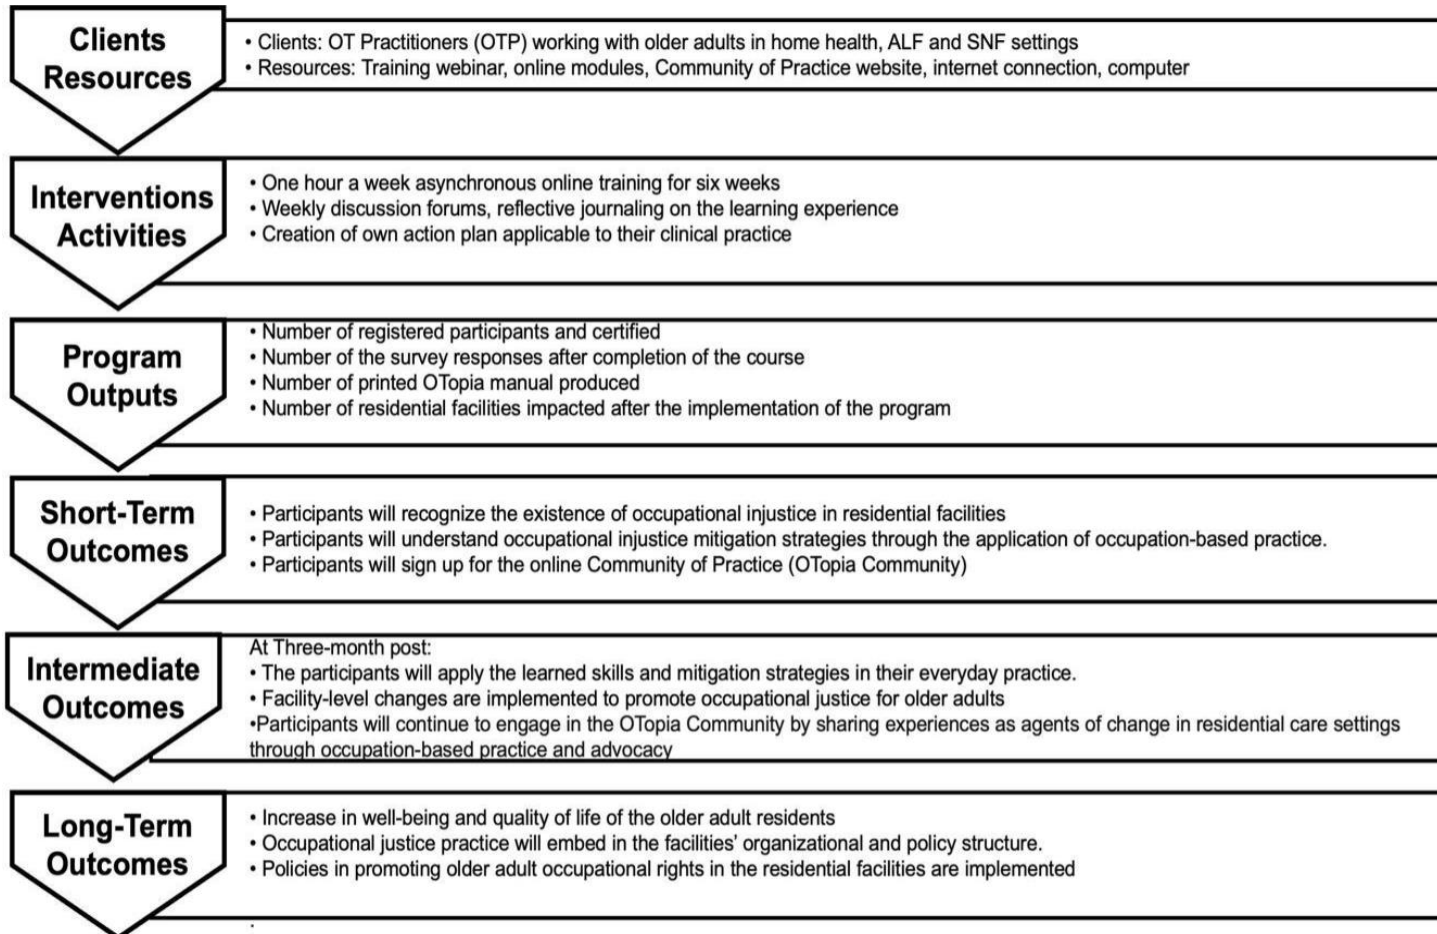 Clients
Resources
• Clients: OT Practitioners (OTP) working with older adults in home health, ALF and SNF settings
• Resources: Training webinar, online modules, Community of Practice website, internet connection, computer
Interventions
Activities
• One hour a week asynchronous online training for six weeks
• Weekly discussion forums, reflective journaling on the learning experience
• Creation of own action plan applicable to their clinical practice
Program
Outputs
• Number of registered participants and certified
• Number of the survey responses after completion of the course
• Number of printed OTopia manual produced
• Number of residential facilities impacted after the implementation of the program
Short-Term
Outcomes
• Participants will recognize the existence of occupational injustice in residential facilities
• Participants will understand occupational injustice mitigation strategies through the application of occupation-based practice.
• Participants will sign up for the online Community of Practice (OTopia Community)
Intermediate
Outcomes
At Three-month post:
• The participants will apply the learned skills and mitigation strategies in their everyday practice.
• Facility-level changes are implemented to promote occupational justice for older adults
•Participants will continue to engage in the OTopia Community by sharing experiences as agents of change in residential care settings
through occupation-based practice and advocacy
Long-Term
Outcomes
• Increase in well-being and quality of life of the older adult residents
• Occupational justice practice will embed in the facilities' organizational and policy structure.
• Policies in promoting older adult occupational rights in the residential facilities are implemented
.